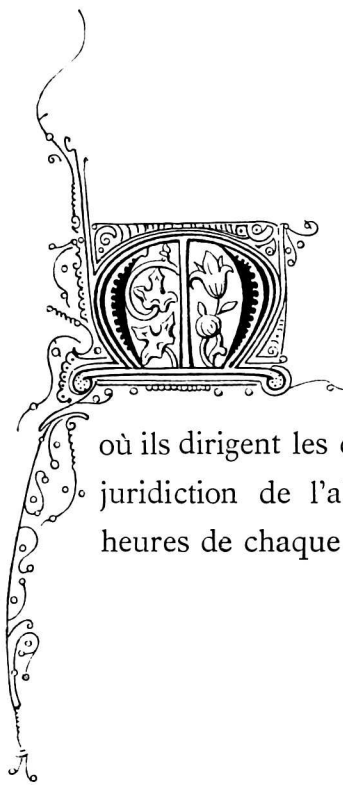 M
où ils dirigent les
juridiction de l'a
heures de chaque